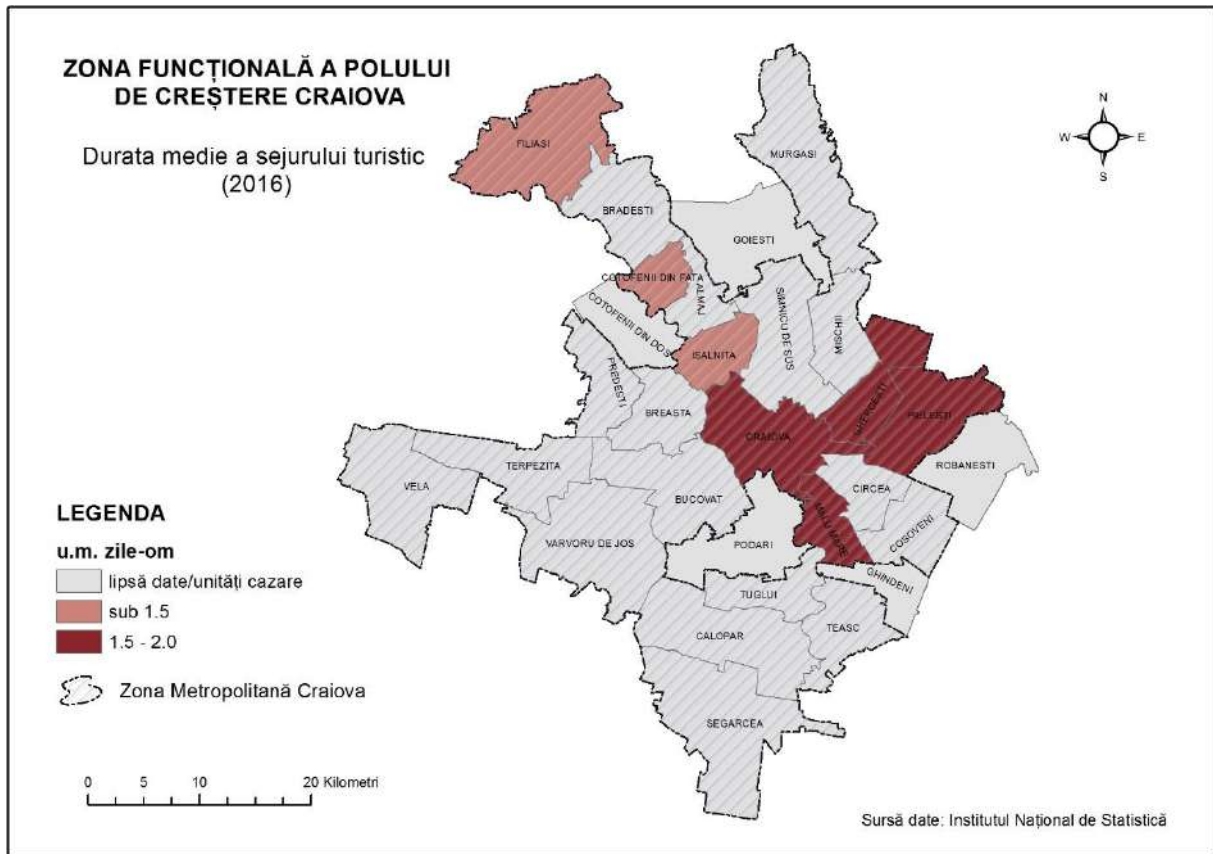 ZONA FUNCȚIONALĂ A POLULUI
DE CREȘTERE CRAIOVA
Durata medie a sejurului turistic
(2016)
N
W
E
S
FILIASI
MURGASI
BRADESTI
GOIESTI
COTOFENII DIN FATA
ALMAJ
COTOFENII DIN DOS
SIMNICU DE SUS
MISCHII
ISALNITA
PREDESTI
BREASTA
GHERCESTI
PIELESTI
CRAIOVA
ROBANESTI
TERPEZITA
VELA
BUCOVAT
CIRCEA
MALU MARE
COSOVENI
VARVORU DE JOS
PODARI
GHINDENI
TUGLUI
CALOPAR
TEASC
SEGARCEA
LEGENDA
u.m. zile-om
lipsă date/unități cazare
sub 1.5
1.5 - 2.0
Zona Metropolitană Craiova
0 5 10 20 Kilometri
Sursă date: Institutul Național de Statistică